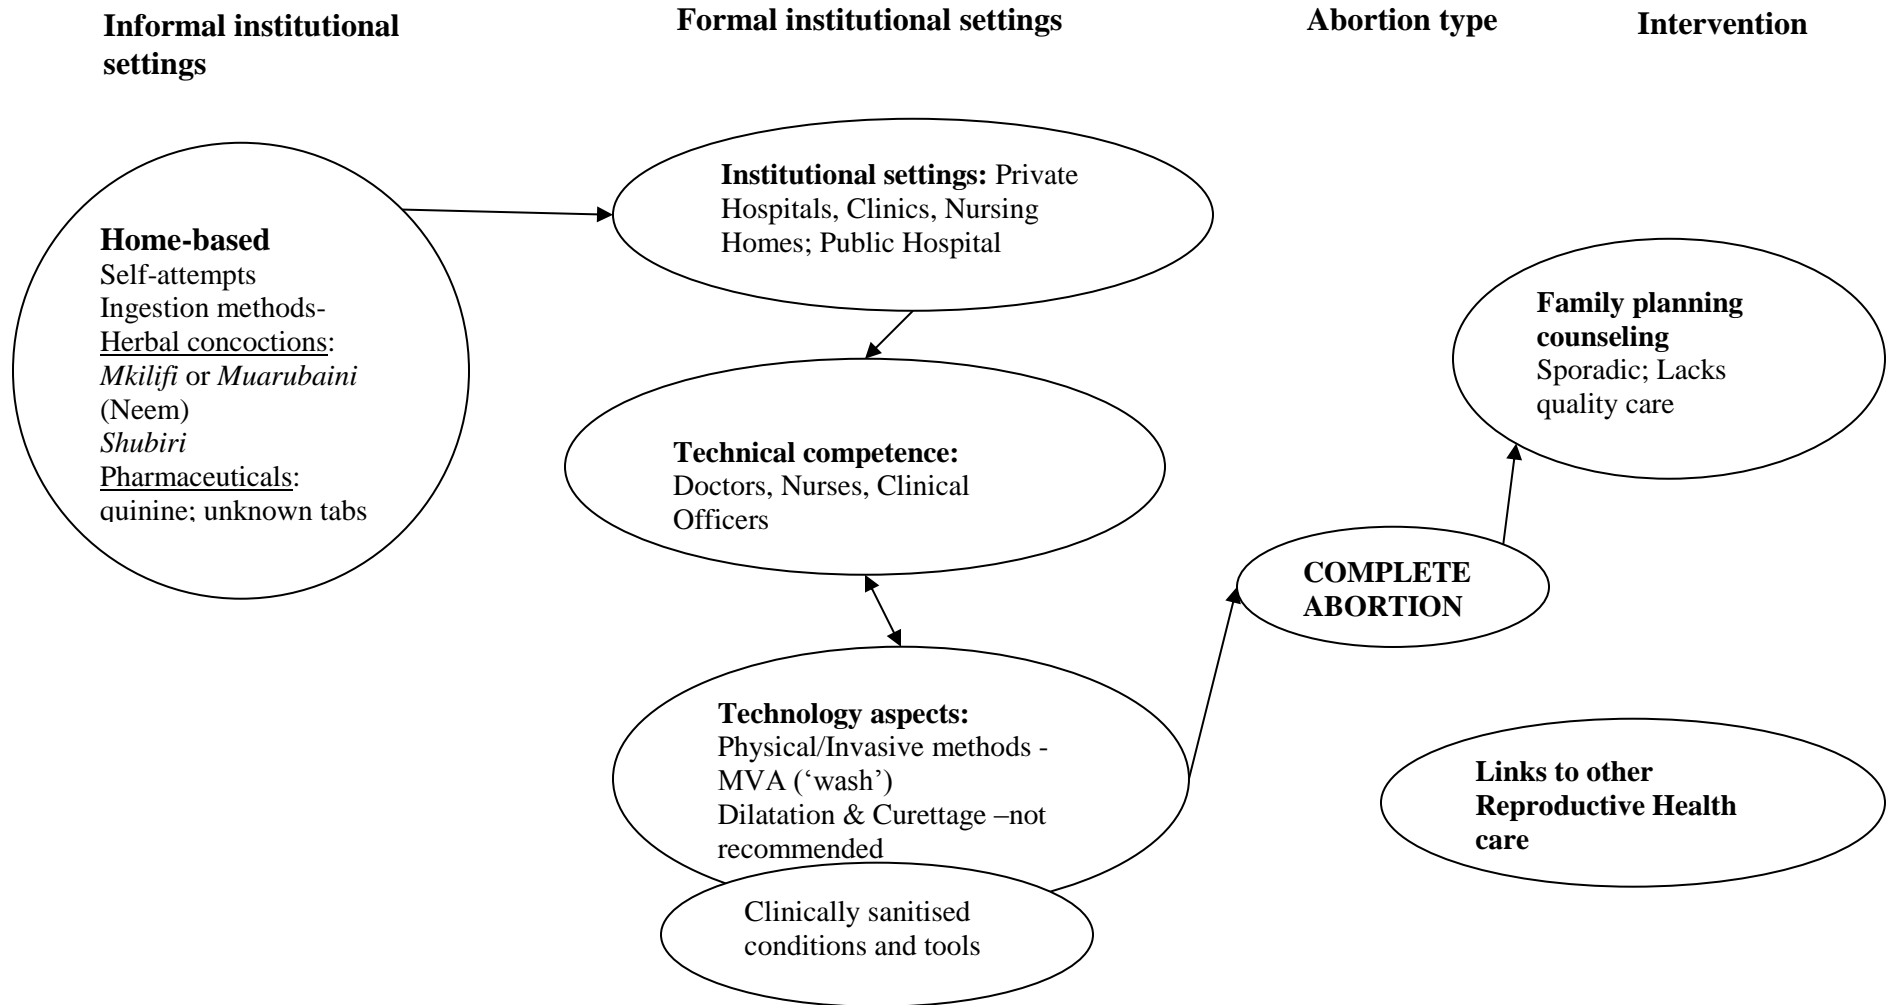 Informal institutional
settings
Formal institutional settings
Abortion type
Intervention
Home-based
Self-attempts
Ingestion methods-
Herbal concoctions:
Mkilifi or Muarubaini
(Neem)
Shubiri
Pharmaceuticals:
quinine; unknown tabs
Institutional settings: Private
Hospitals, Clinics, Nursing
Homes; Public Hospital
Technical competence:
Doctors, Nurses, Clinical
Officers
Technology aspects:
Physical/Invasive methods -
MVA (‘wash’)
Dilatation & Curettage –not
recommended
Clinically sanitised
conditions and tools
COMPLETE
ABORTION
Family planning
counseling
Sporadic; Lacks
quality care
Links to other
Reproductive Health
care